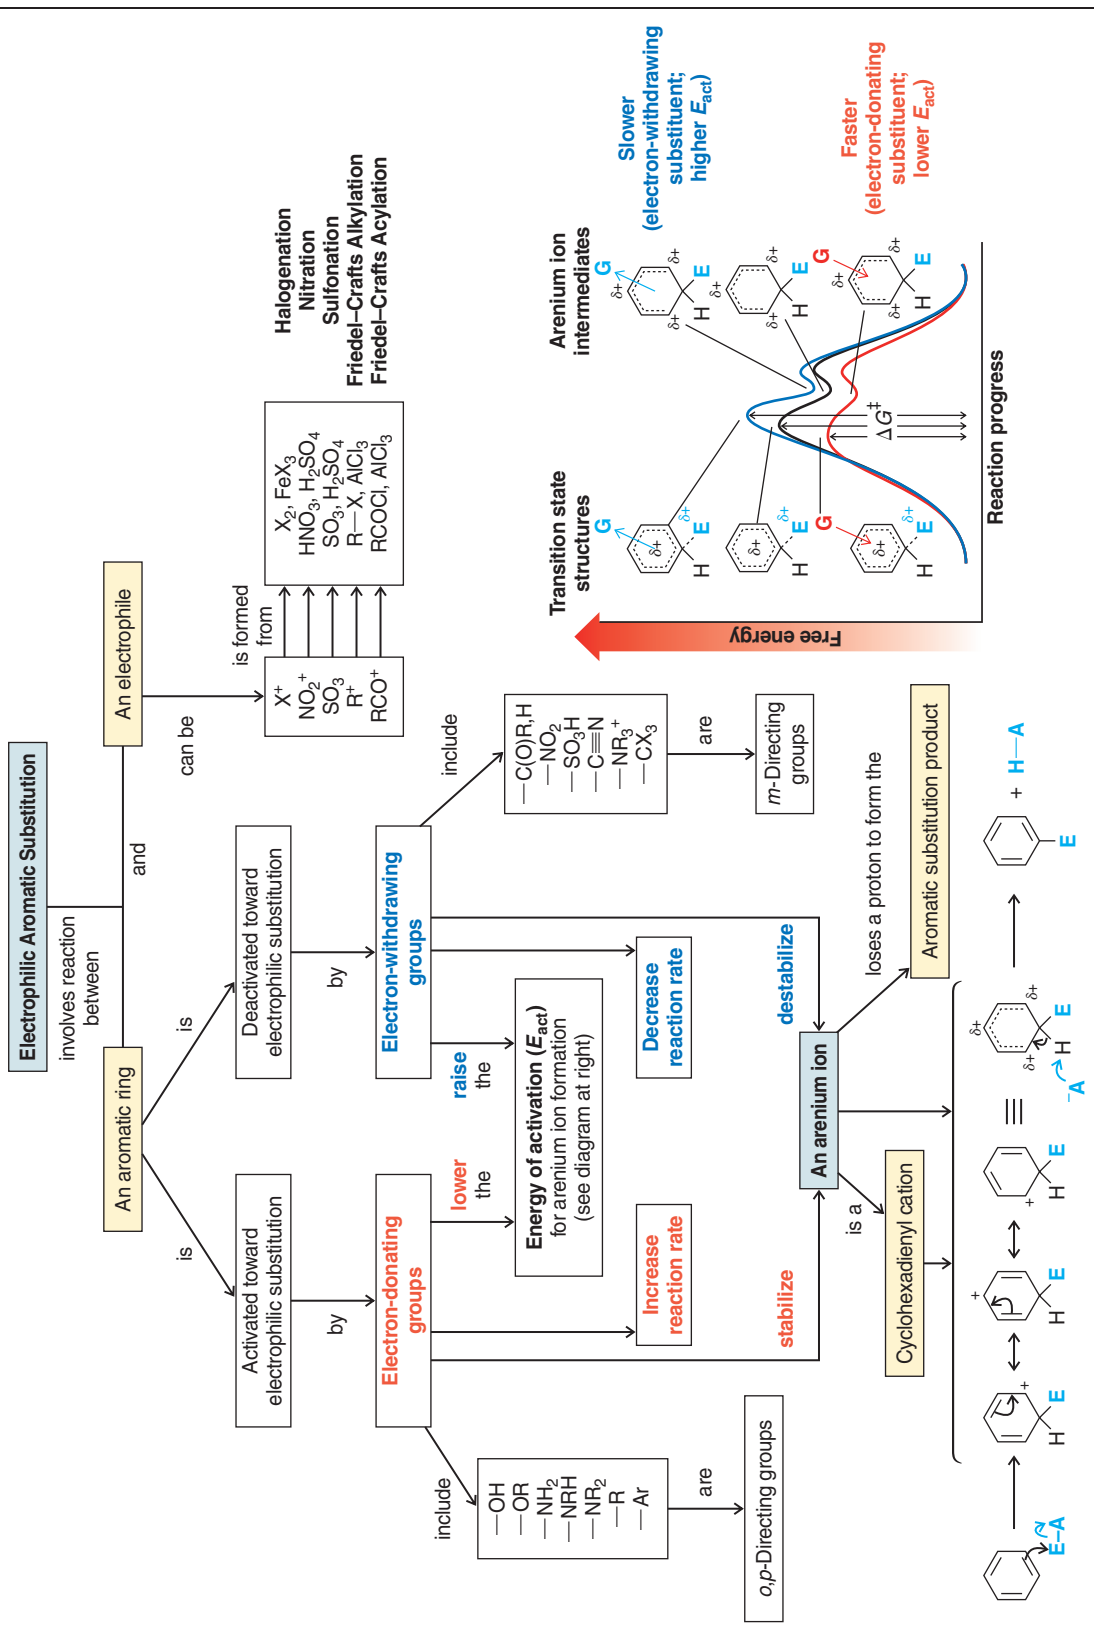 Electrophilic Aromatic Substitution
involves reaction
between
and
An aromatic ring
An electrophile
is
is
can be
Activated toward
electrophilic substitution
Deactivated toward
electrophilic substitution
X⁺
NO₂⁺
SO₃
R⁺
RCO⁺
is formed
from
X₂, FeX₃
HNO₃, H₂SO₄
SO₃, H₂SO₄
R—X, AlCl₃
RCOCl, AlCl₃
Halogenation
Nitration
Sulfonation
Friedel–Crafts Alkylation
Friedel–Crafts Acylation
by
by
Electron-donating
groups
Electron-withdrawing
groups
include
lower
the
raise
the
include
—OH
—OR
—NH₂
—NRH
—NR₂
—R
—Ar
Energy of activation (Eact)
for arenium ion formation
(see diagram at right)
—C(O)R,H
—NO₂
—SO₃H
—C≡N
—NR₃⁺
—CX₃
are
are
Increase
reaction rate
Decrease
reaction rate
o,p-Directing groups
m-Directing
groups
stabilize
destabilize
An arenium ion
is a
loses a proton to form the
Cyclohexadienyl cation
Aromatic substitution product
E–A
H
E
+
H
E
+
H
E
+
δ+
δ+
δ+
H
E
⁻A
E
+ H—A
Transition state
structures
Arenium ion
intermediates
Free energy
G
δ+
δ+
E
H
δ+
δ+
E
H
G
δ+
δ+
E
H
G
δ+
δ+
δ+
E
H
δ+
δ+
δ+
E
H
G
δ+
δ+
δ+
E
H
Slower
(electron-withdrawing
substituent;
higher Eact)
Faster
(electron-donating
substituent;
lower Eact)
ΔG‡
Reaction progress